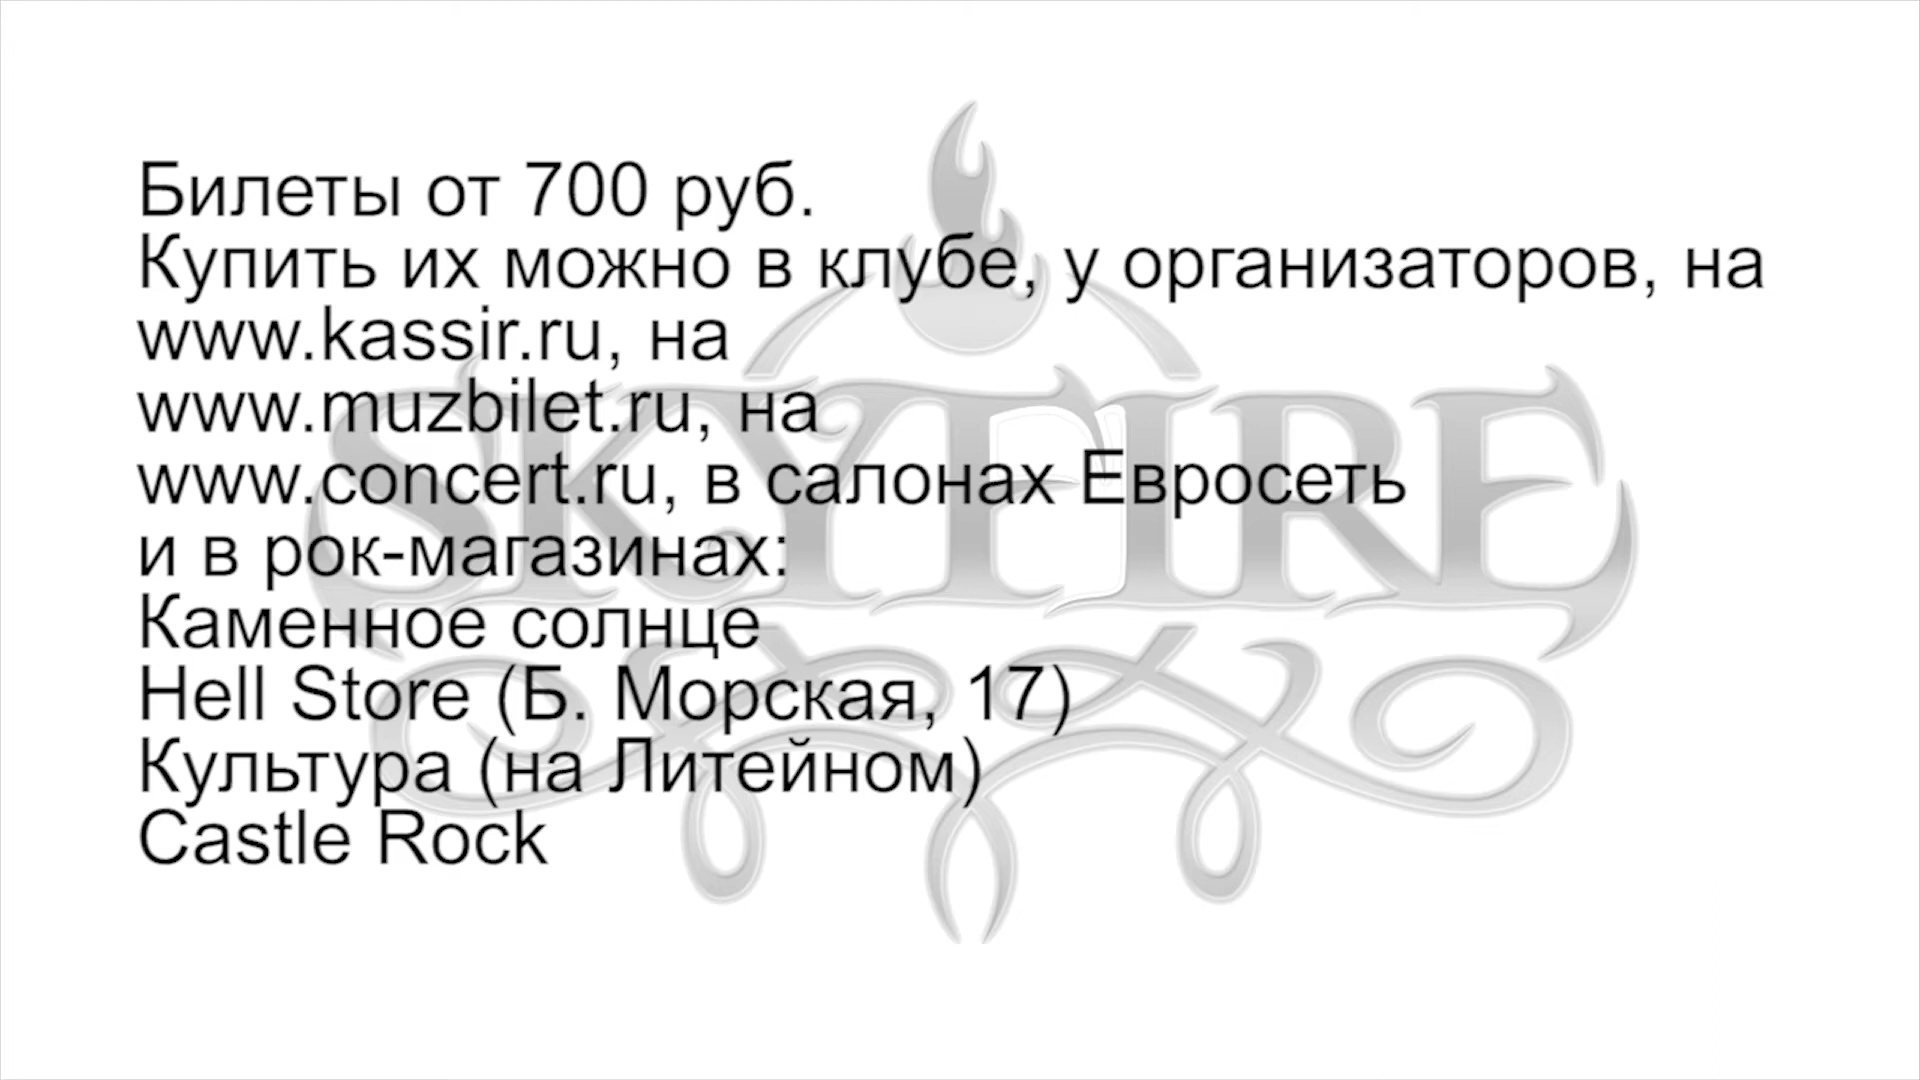 Билеты от 700 руб.
Купить их можно в клубе, у организаторов, на
www.kassir.ru, на
www.muzbilet.ru, на
www.concert.ru, в салонах Евросеть
и в рок-магазинах:
Каменное солнце
Hell Store (Б. Морская, 17)
Культура (на Литейном)
Castle Rock
SKYFIRE